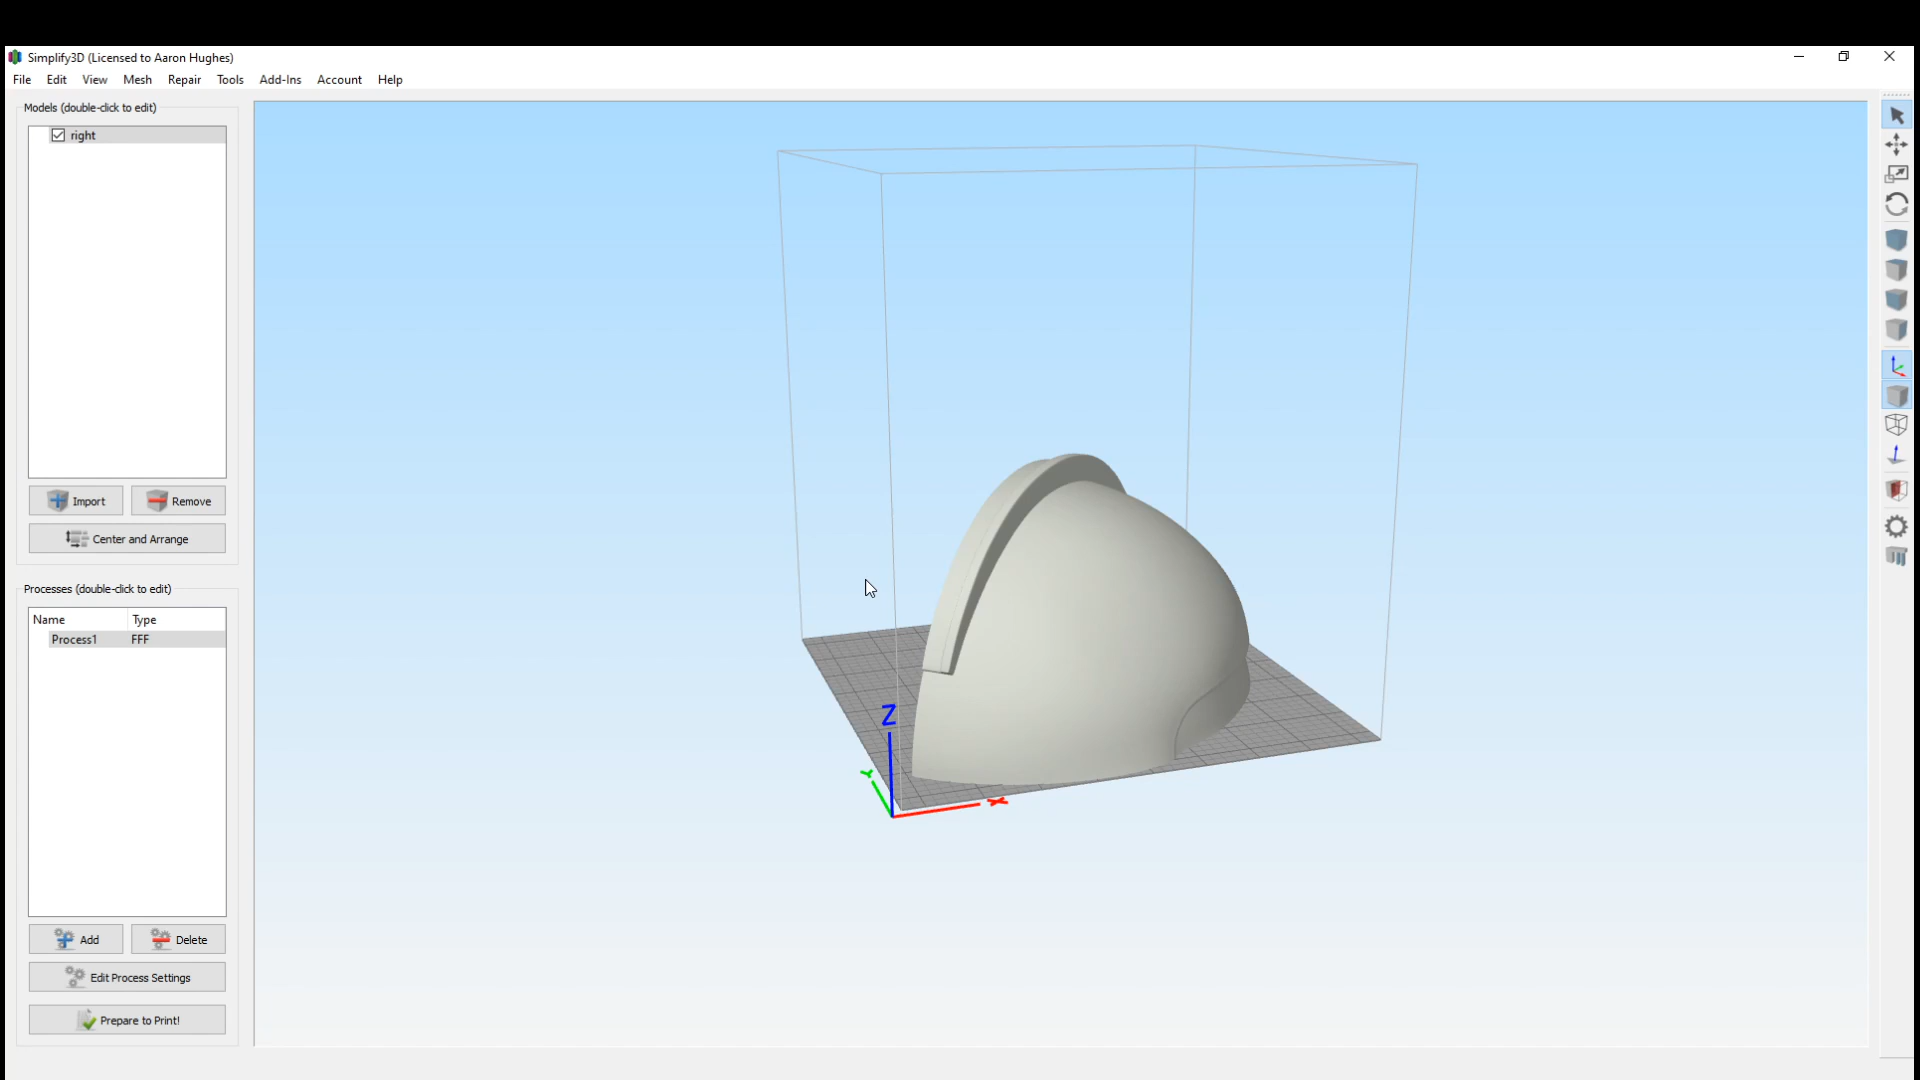 Simplify3D (Licensed to Aaron Hughes)
File Edit View Mesh Repair Tools Add-Ins Account Help
Models (double-click to edit)
right
Import Remove
Center and Arrange
Processes (double-click to edit)
Name Type
Process1 FFF
Add Delete
Edit Process Settings
Prepare to Print!
Z
Y
X